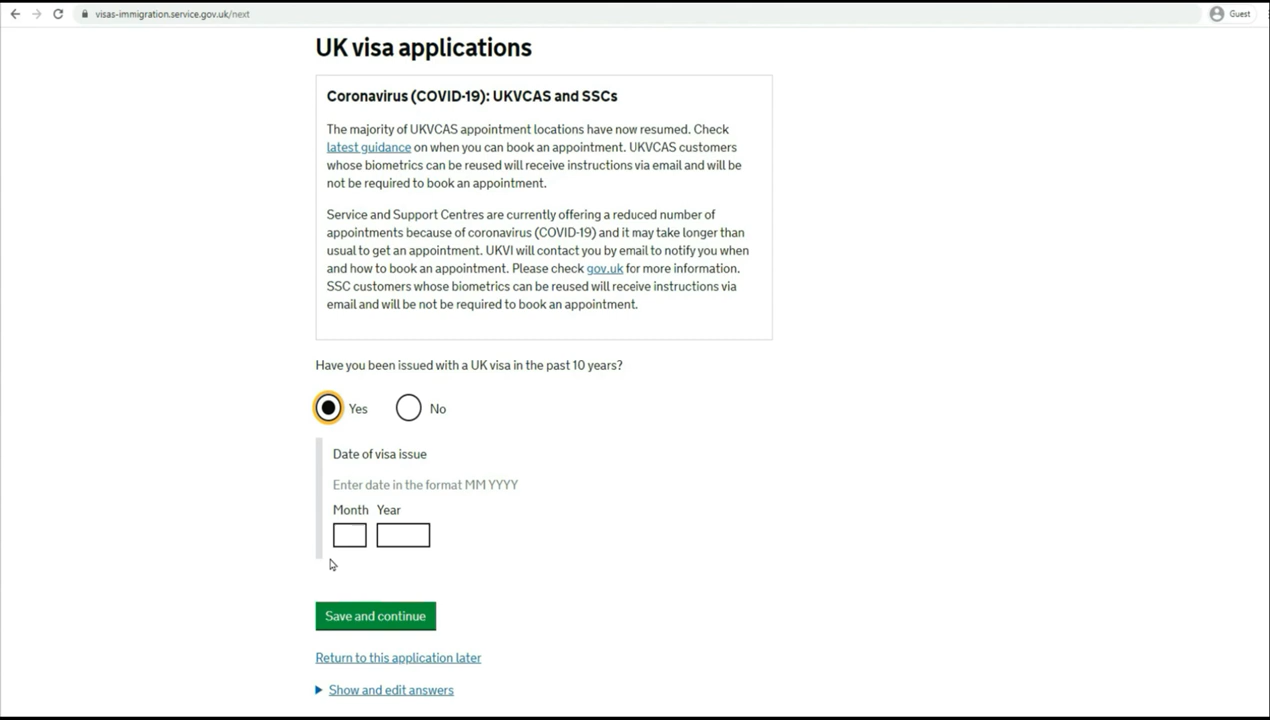 visas-immigration.service.gov.uk/next
Guest
UK visa applications
Coronavirus (COVID-19): UKVCAS and SSCs
The majority of UKVCAS appointment locations have now resumed. Check
latest guidance on when you can book an appointment. UKVCAS customers
whose biometrics can be reused will receive instructions via email and will be
not be required to book an appointment.
Service and Support Centres are currently offering a reduced number of
appointments because of coronavirus (COVID-19) and it may take longer than
usual to get an appointment. UKVI will contact you by email to notify you when
and how to book an appointment. Please check gov.uk for more information.
SSC customers whose biometrics can be reused will receive instructions via
email and will be not be required to book an appointment.
Have you been issued with a UK visa in the past 10 years?
Yes No
Date of visa issue
Enter date in the format MM YYYY
Month Year
Save and continue
Return to this application later
Show and edit answers